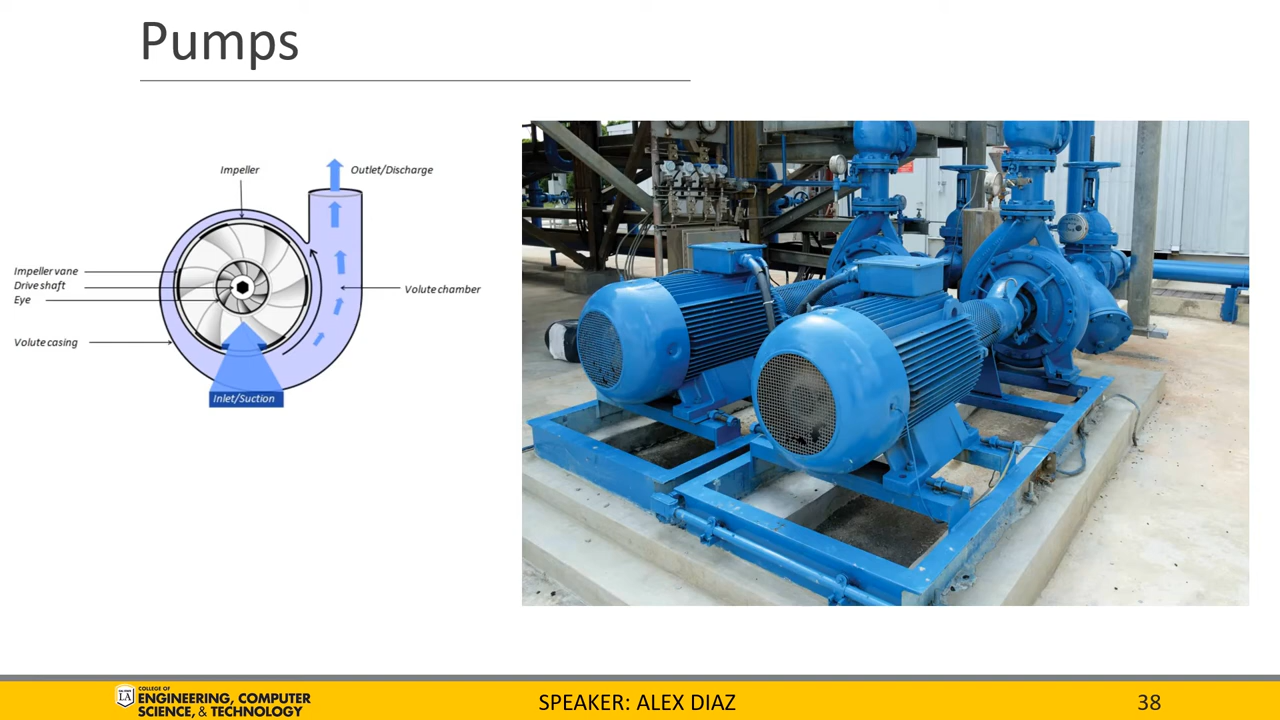 Pumps
Impeller
Outlet/Discharge
Impeller vane
Drive shaft
Eye
Volute chamber
Volute casing
Inlet/Suction
LA
COLLEGE OF
ENGINEERING, COMPUTER
SCIENCE, & TECHNOLOGY
SPEAKER: ALEX DIAZ
38